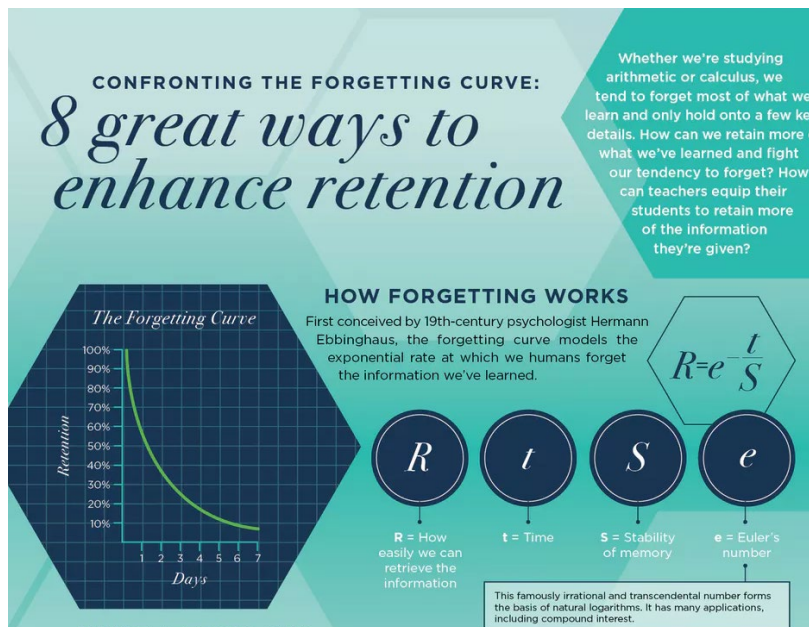 CONFRONTING THE FORGETTING CURVE:
8 great ways to
enhance retention
Whether we're studying
arithmetic or calculus, we
tend to forget most of what we
learn and only hold onto a few
details. How can we retain more
what we've learned and fight
our tendency to forget? How
can teachers equip their
students to retain more
of the information
they're given?
The Forgetting Curve
100%
90%
80%
70%
60%
50%
40%
30%
20%
10%
Retention
1 2 3 4 5 6 7
Days
HOW FORGETTING WORKS
First conceived by 19th-century psychologist Hermann
Ebbinghaus, the forgetting curve models the
exponential rate at which we humans forget
the information we've learned.
R=e^-t/S
R
t
S
e
R = How
easily we can
retrieve the
information
t = Time
S = Stability
of memory
e = Euler's
number
This famously irrational and transcendental number forms
the basis of natural logarithms. It has many applications,
including compound interest.